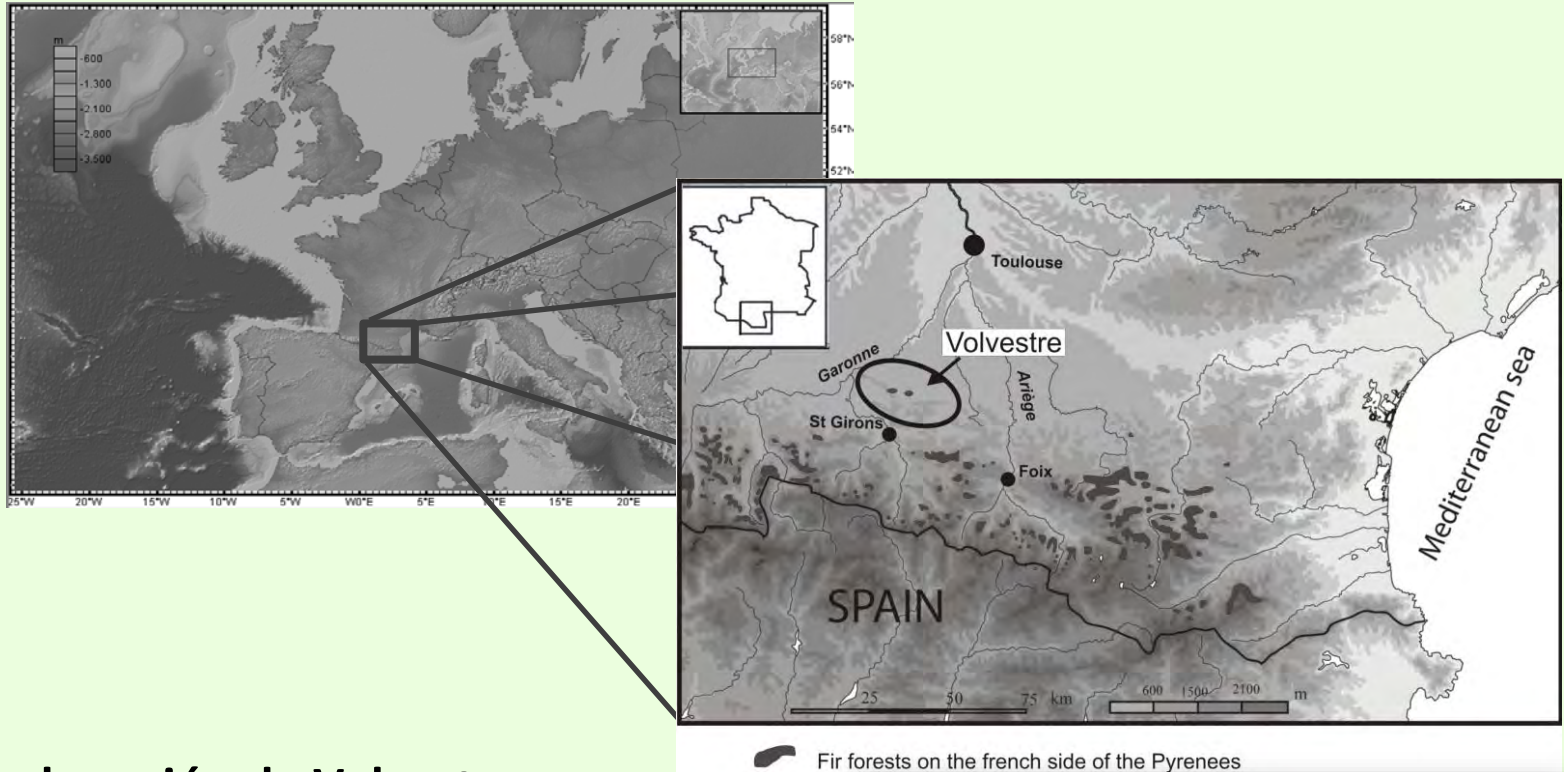 m
-600
-1,300
-2,100
-2,800
-3,500
58°N
56°N
54°N
52°N
25°W 20°W 15°W 10°W 5°W 0°E 5°E 10°E 15°E 20°E
Toulouse
Volvestre
Garonne
Ariège
St Girons
Foix
Mediterranean sea
SPAIN
25 50 75 km
600 1500 2100 m
Fir forests on the french side of the Pyrenees